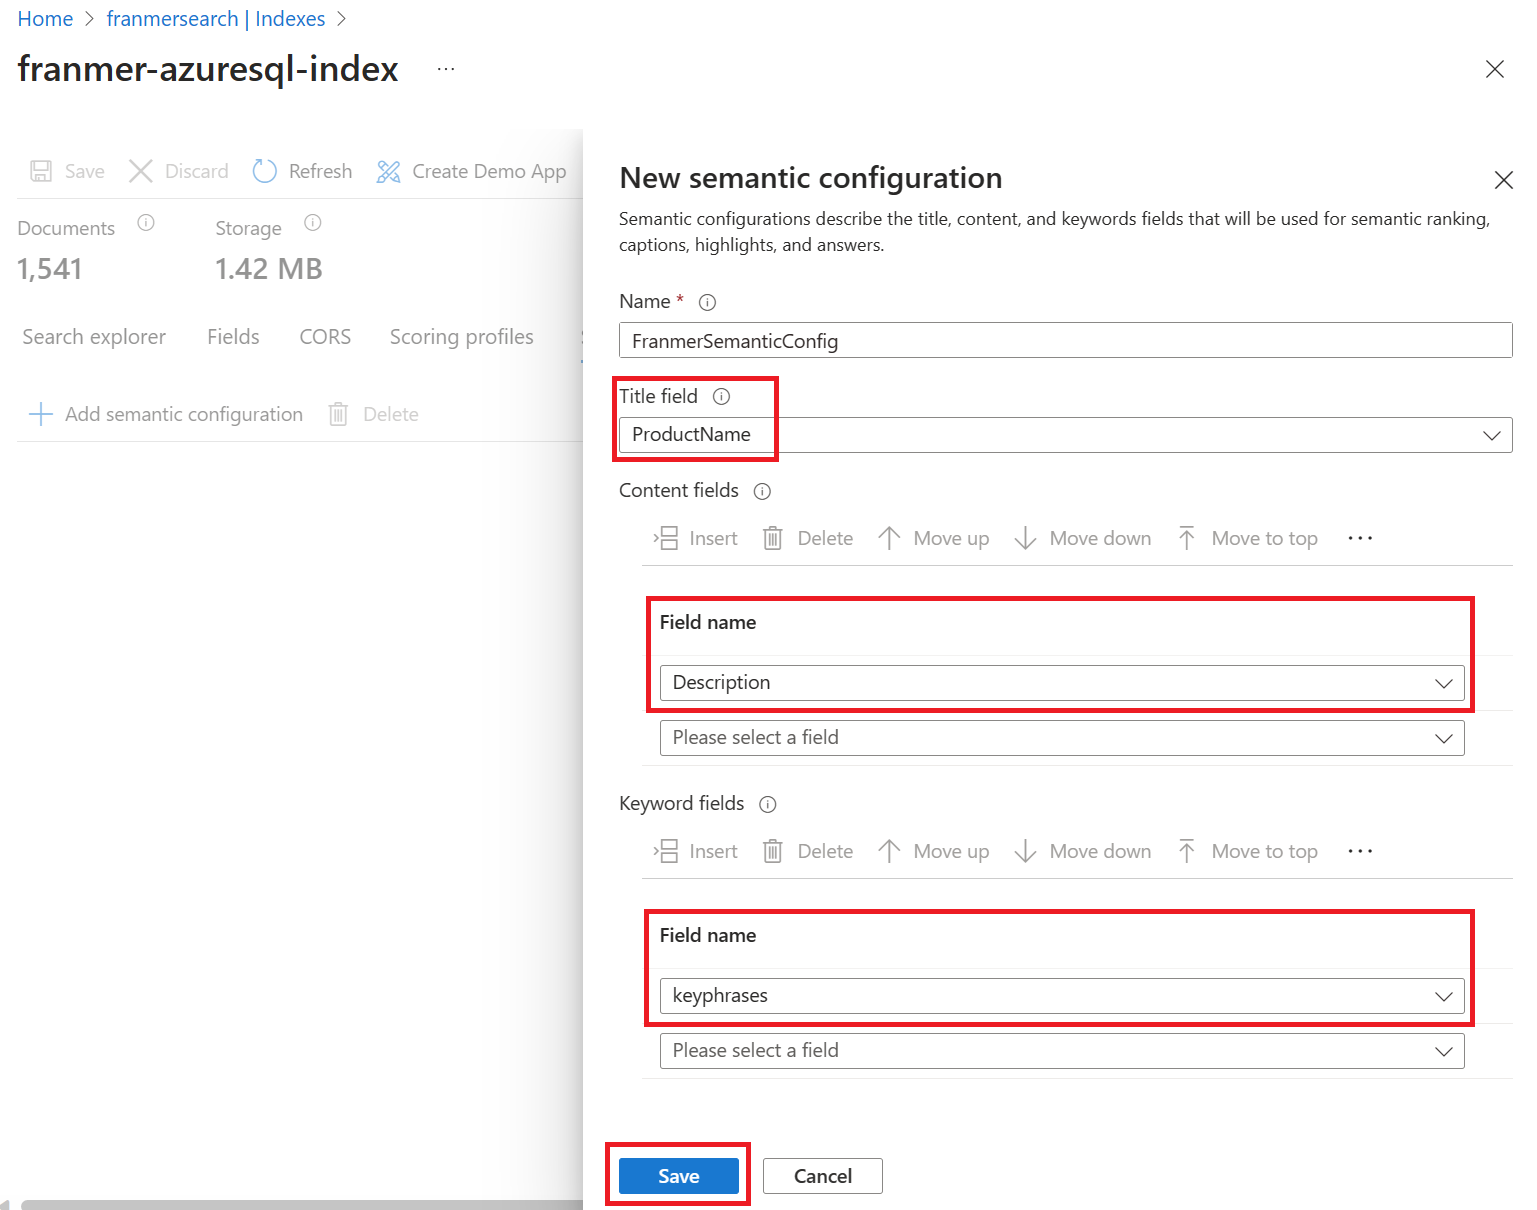 Home > franmersearch | Indexes >
franmer-azuresql-index ...
Save Discard Refresh Create Demo App
Documents Storage
1,541 1.42 MB
Search explorer Fields CORS Scoring profiles
Add semantic configuration Delete
New semantic configuration
Semantic configurations describe the title, content, and keywords fields that will be used for semantic ranking,
captions, highlights, and answers.
Name *
FranmerSemanticConfig
Title field
ProductName
Content fields
Insert Delete Move up Move down Move to top ...
Field name
Description
Please select a field
Keyword fields
Insert Delete Move up Move down Move to top ...
Field name
keyphrases
Please select a field
Save Cancel